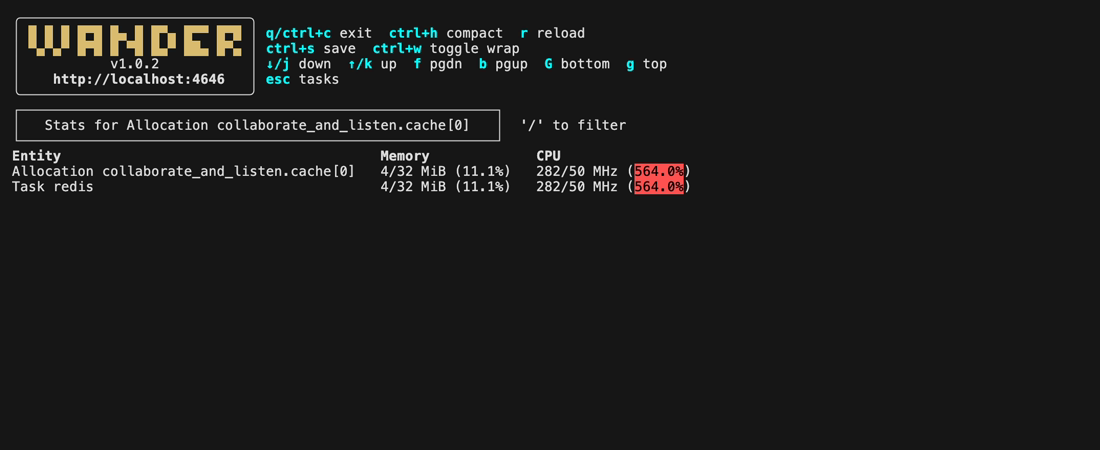 WANDER
v1.0.2
http://localhost:4646
q/ctrl+c exit  ctrl+h compact  r reload
ctrl+s save  ctrl+w toggle wrap
↓/j down  ↑/k up  f pgdn  b pgup  G bottom  g top
esc tasks
Stats for Allocation collaborate_and_listen.cache[0]  '/' to filter
Entity  Memory  CPU
Allocation collaborate_and_listen.cache[0]  4/32 MiB (11.1%)  282/50 MHz (564.0%)
Task redis  4/32 MiB (11.1%)  282/50 MHz (564.0%)